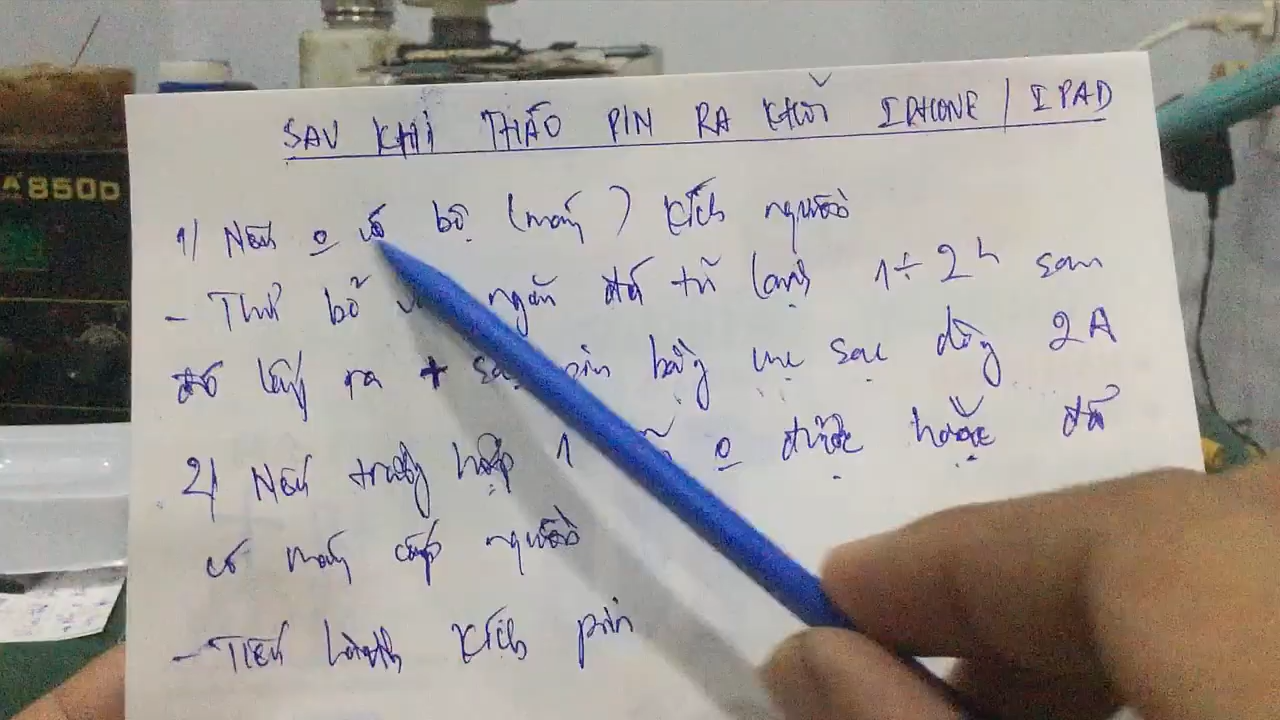 SAU KHI THÁO PIN RA KHỎI IPHONE / IPAD
1) Nếu o có bộ (máy) kích nguồn
- Thì bỏ ngăn đá tủ lạnh 1÷2h sau
đó lấy ra + sạc pin bằng sạc dòng 2A
2) Nếu trường hợp 1 o được hoặc đã
có máy cấp nguồn
- Tiến hành kích pin
A 850D